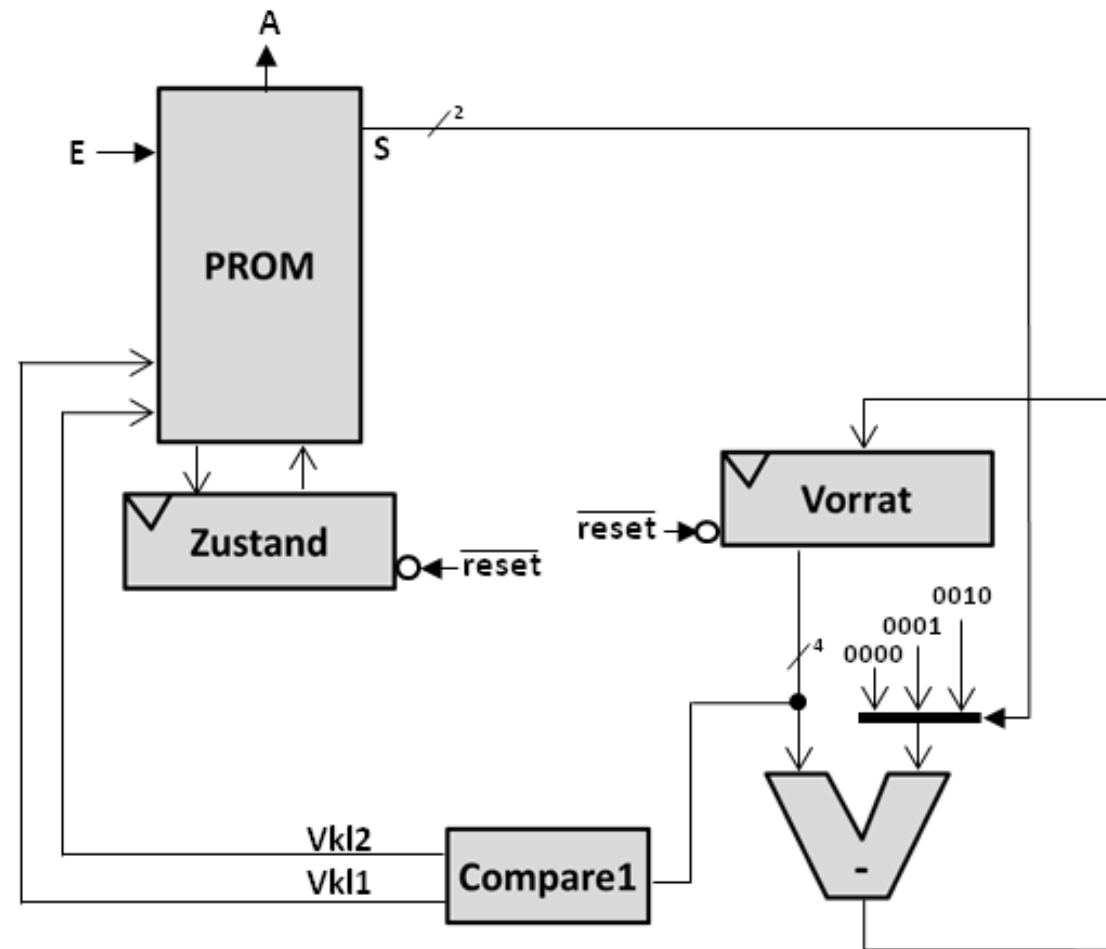 A
2
S
E
PROM
Vorrat
reset
Zustand
reset
0010
0001
0000
4
Vkl2
Vkl1
Compare1
-